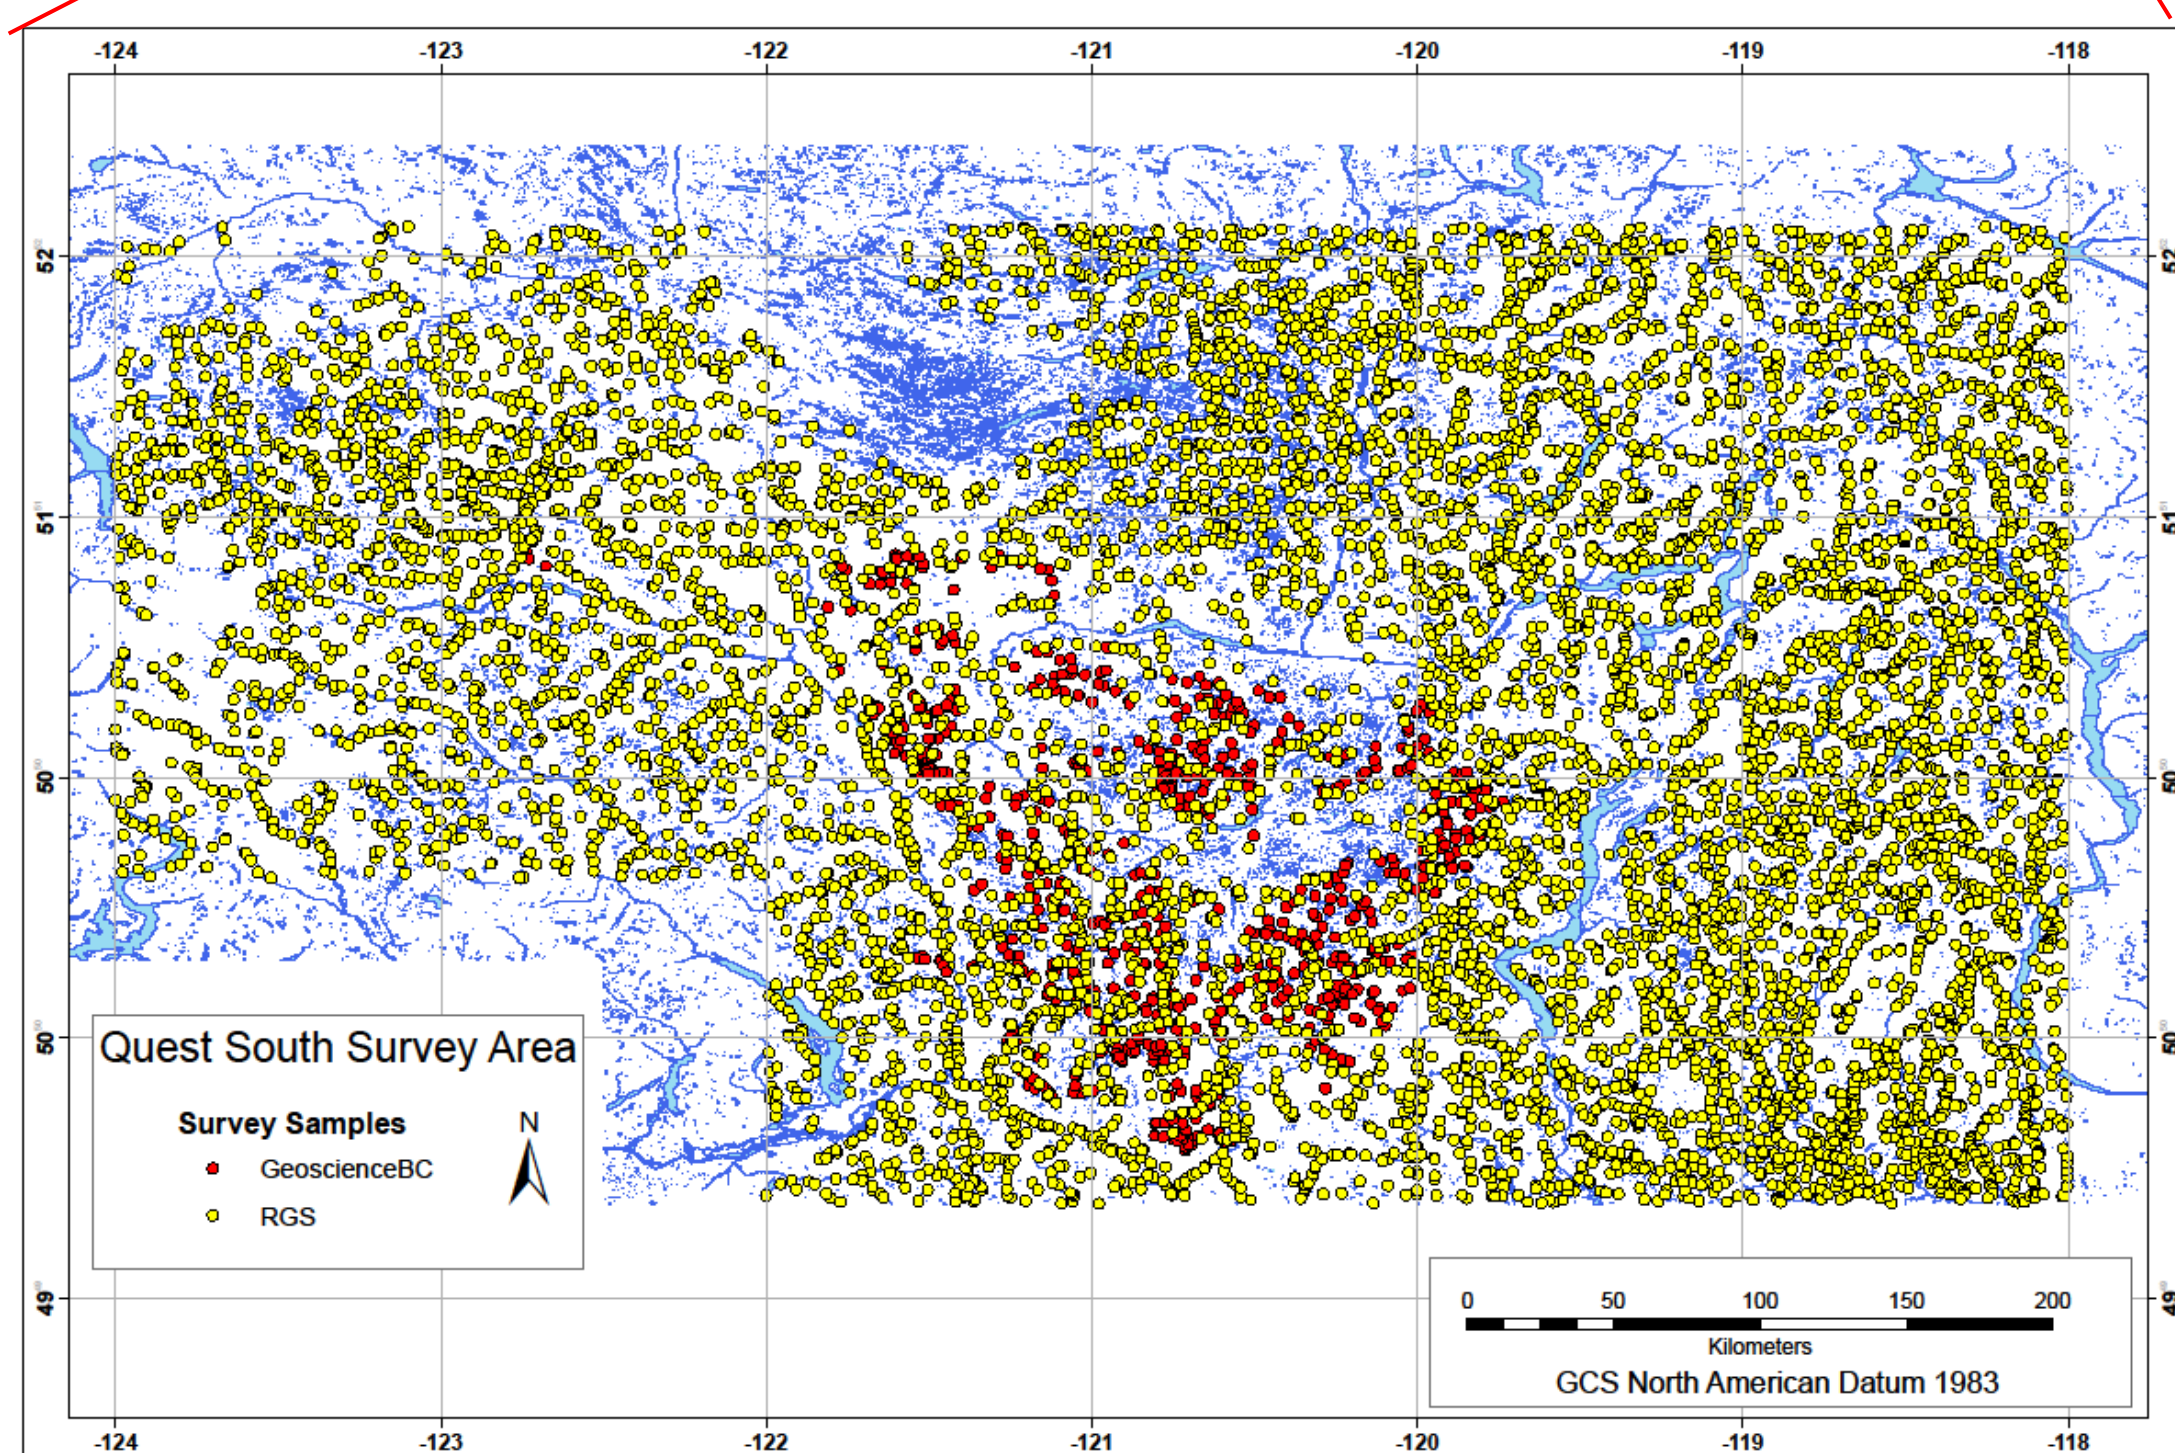 -124 -123 -122 -121 -120 -119 -118
52 52
51 51
50 50
50 50
49 49
Quest South Survey Area
Survey Samples
N
GeoscienceBC
RGS
0 50 100 150 200
Kilometers
GCS North American Datum 1983
-124 -123 -122 -121 -120 -119 -118